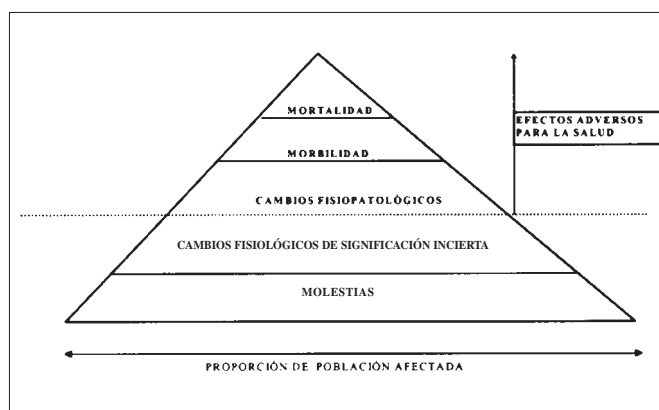 MORTALIDAD
EFECTOS ADVERSOS
PARA LA SALUD
MORBILIDAD
CAMBIOS FISIOPATOLÓGICOS
CAMBIOS FISIOLÓGICOS DE SIGNIFICACIÓN INCIERTA
MOLESTIAS
PROPORCIÓN DE POBLACIÓN AFECTADA